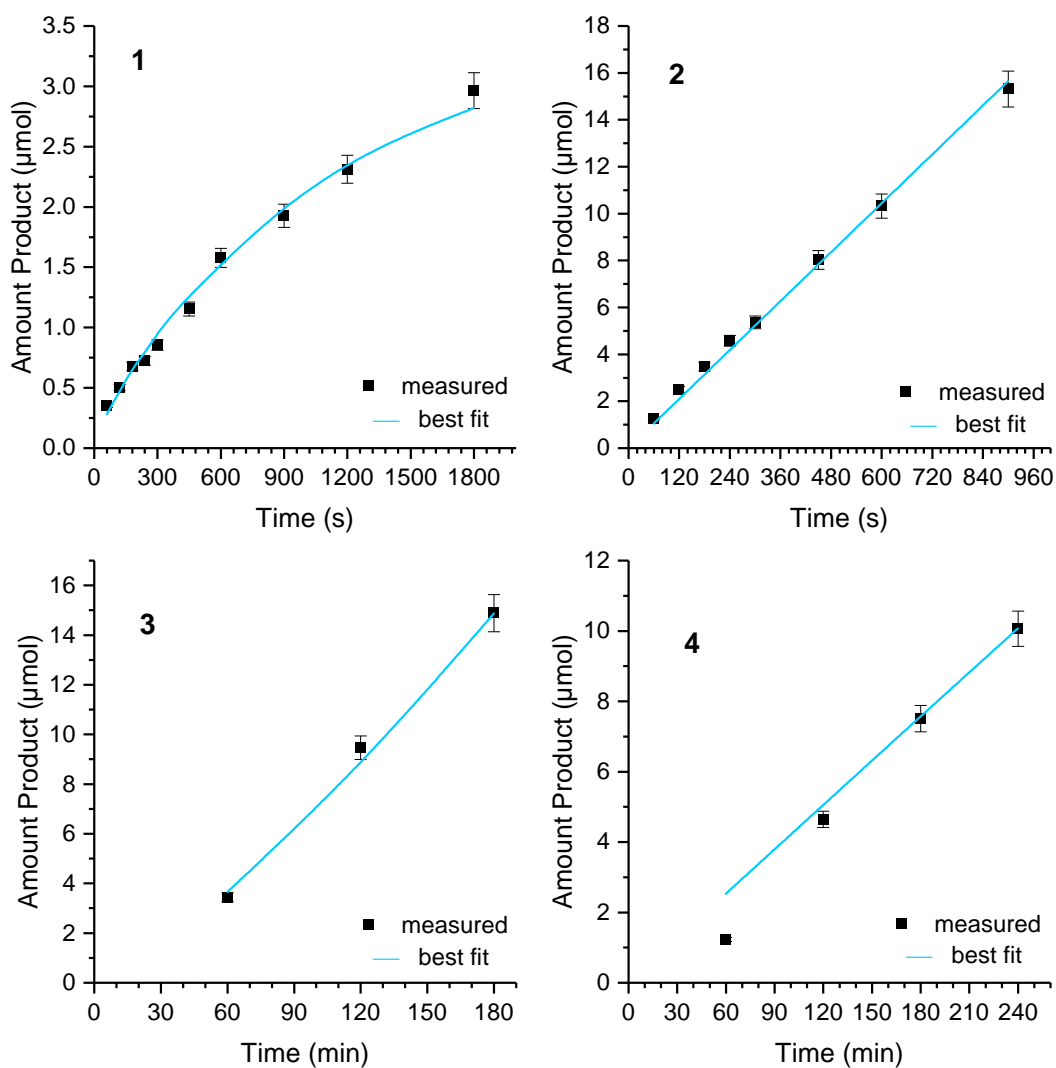 1
Amount Product (μmol)
3.5
3.0
2.5
2.0
1.5
1.0
0.5
0.0
measured
best fit
0 300 600 900 1200 1500 1800
Time (s)
2
Amount Product (μmol)
18
16
14
12
10
8
6
4
2
0
measured
best fit
0 120 240 360 480 600 720 840 960
Time (s)
3
Amount Product (μmol)
16
14
12
10
8
6
4
2
0
measured
best fit
0 30 60 90 120 150 180
Time (min)
4
Amount Product (μmol)
12
10
8
6
4
2
0
measured
best fit
0 30 60 90 120 150 180 210 240
Time (min)